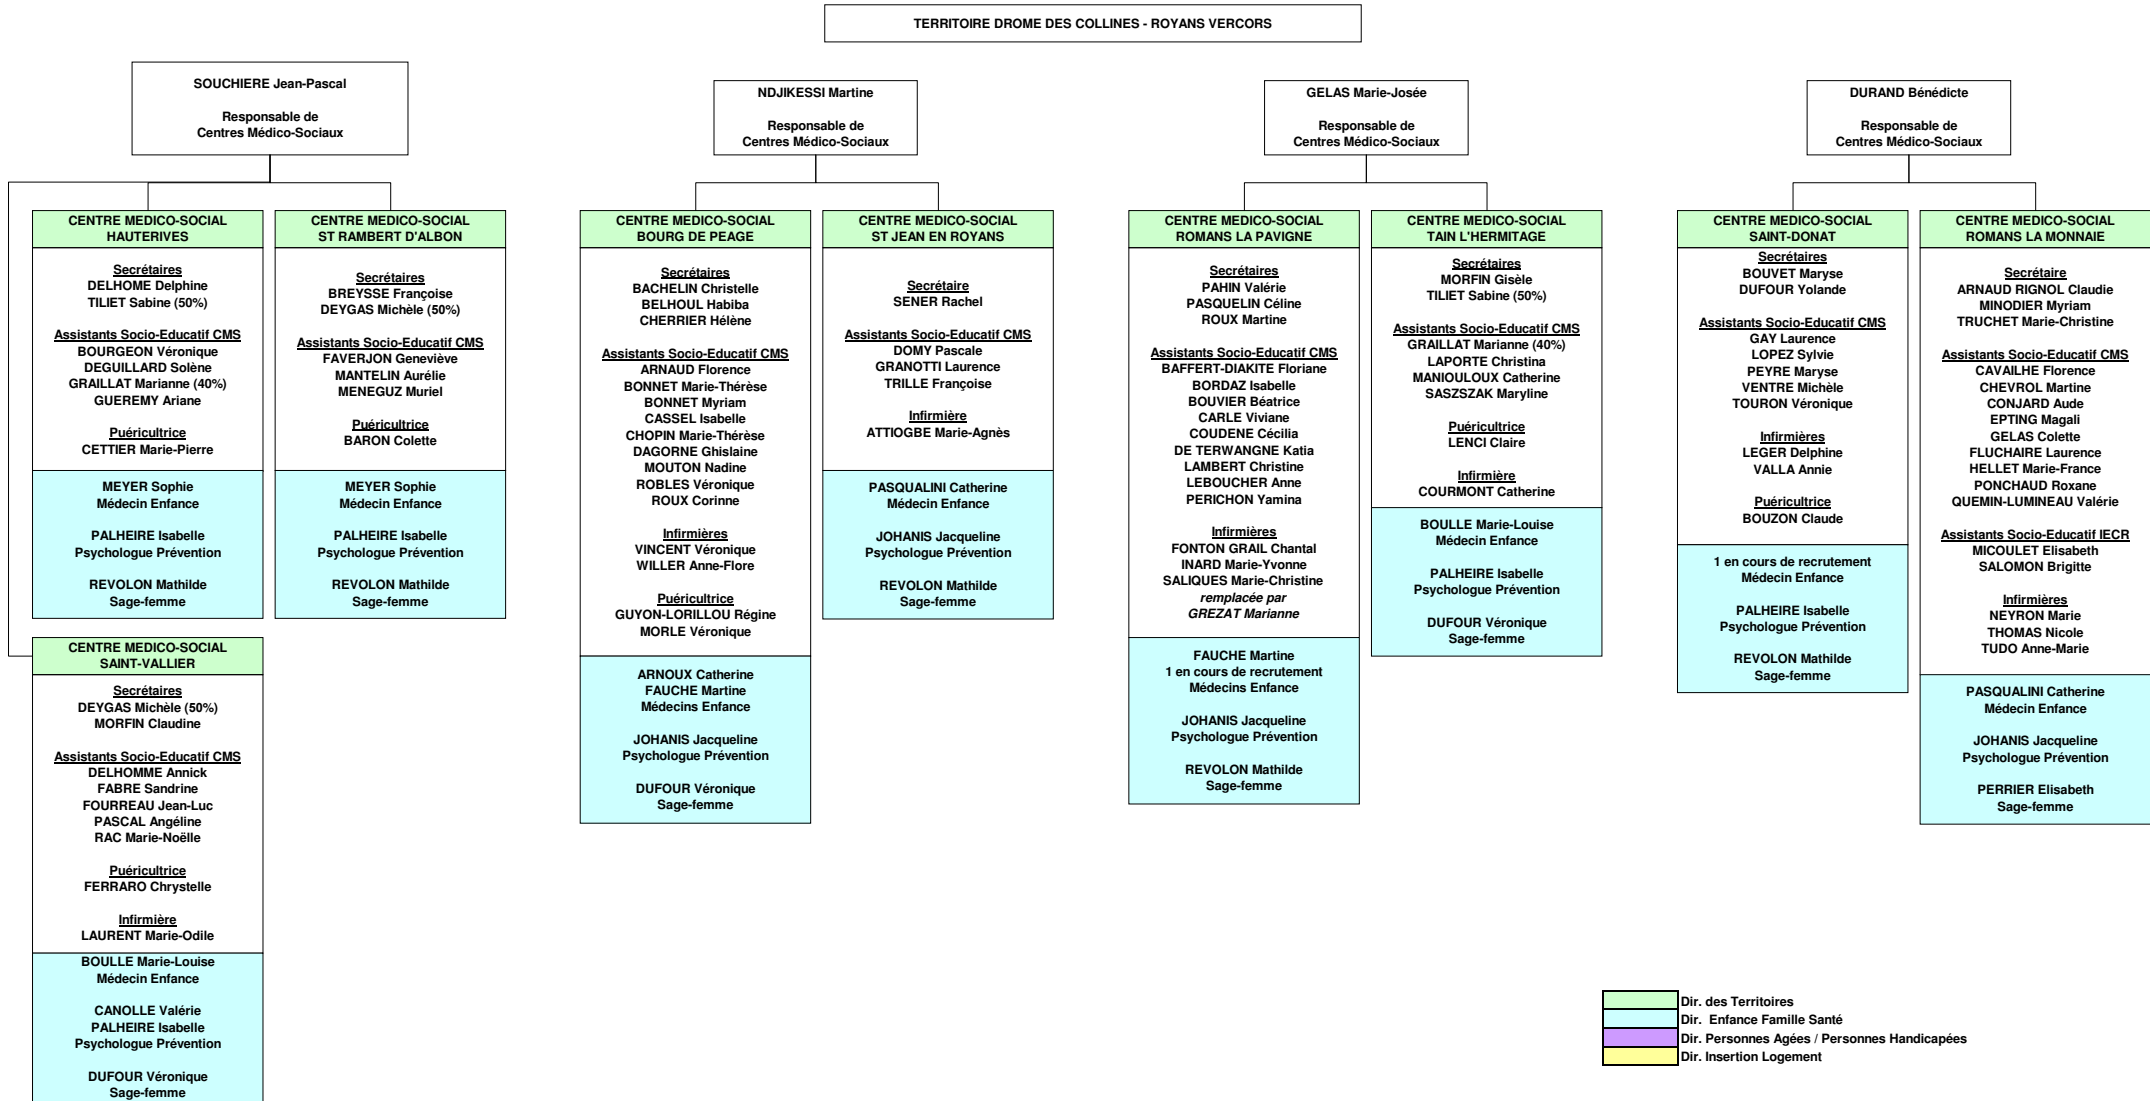 TERRITOIRE DROME DES COLLINES - ROYANS VERCORS
SOUCHIERE Jean-Pascal
Responsable de
Centres Médico-Sociaux
NDJIKESSI Martine
Responsable de
Centres Médico-Sociaux
GELAS Marie-Josée
Responsable de
Centres Médico-Sociaux
DURAND Bénédicte
Responsable de
Centres Médico-Sociaux
CENTRE MEDICO-SOCIAL
HAUTERIVES
Secrétaires
DELHOME Delphine
TILIET Sabine (50%)
Assistants Socio-Educatif CMS
BOURGEON Véronique
DEGUILLARD Solène
GRAILLAT Marianne (40%)
GUEREMY Ariane
Puéricultrice
CETTIER Marie-Pierre
MEYER Sophie
Médecin Enfance
PALHEIRE Isabelle
Psychologue Prévention
REVOLON Mathilde
Sage-femme
CENTRE MEDICO-SOCIAL
ST RAMBERT D'ALBON
Secrétaires
BREYSSE Françoise
DEYGAS Michèle (50%)
Assistants Socio-Educatif CMS
FAVERJON Geneviève
MANTELIN Aurélie
MENEGUZ Muriel
Puéricultrice
BARON Colette
MEYER Sophie
Médecin Enfance
PALHEIRE Isabelle
Psychologue Prévention
REVOLON Mathilde
Sage-femme
CENTRE MEDICO-SOCIAL
SAINT-VALLIER
Secrétaires
DEYGAS Michèle (50%)
MORFIN Claudine
Assistants Socio-Educatif CMS
DELHOMME Annick
FABRE Sandrine
FOURREAU Jean-Luc
PASCAL Angéline
RAC Marie-Noëlle
Puéricultrice
FERRARO Chrystelle
Infirmière
LAURENT Marie-Odile
BOULLE Marie-Louise
Médecin Enfance
CANOLLE Valérie
PALHEIRE Isabelle
Psychologue Prévention
DUFOUR Véronique
Sage-femme
CENTRE MEDICO-SOCIAL
BOURG DE PEAGE
Secrétaires
BACHELIN Christelle
BELHOUL Habiba
CHERRIER Hélène
Assistants Socio-Educatif CMS
ARNAUD Florence
BONNET Marie-Thérèse
BONNET Myriam
CASSEL Isabelle
CHOPIN Marie-Thérèse
DAGORNE Ghislaine
MOUTON Nadine
ROBLES Véronique
ROUX Corinne
Infirmières
VINCENT Véronique
WILLER Anne-Flore
Puéricultrice
GUYON-LORILLOU Régine
MORLE Véronique
ARNOUX Catherine
FAUCHE Martine
Médecins Enfance
JOHANIS Jacqueline
Psychologue Prévention
DUFOUR Véronique
Sage-femme
CENTRE MEDICO-SOCIAL
ST JEAN EN ROYANS
Secrétaire
SENER Rachel
Assistants Socio-Educatif CMS
DOMY Pascale
GRANOTTI Laurence
TRILLE Françoise
Infirmière
ATTIOGBE Marie-Agnès
PASQUALINI Catherine
Médecin Enfance
JOHANIS Jacqueline
Psychologue Prévention
REVOLON Mathilde
Sage-femme
CENTRE MEDICO-SOCIAL
ROMANS LA PAVIGNE
Secrétaires
PAHIN Valérie
PASQUELIN Céline
ROUX Martine
Assistants Socio-Educatif CMS
BAFFERT-DIAKITE Floriane
BORDAZ Isabelle
BOUVIER Béatrice
CARLE Viviane
COUDENE Cécilia
DE TERWANGNE Katia
LAMBERT Christine
LEBOUCHER Anne
PERICHON Yamina
Infirmières
FONTON GRAIL Chantal
INARD Marie-Yvonne
SALIQUES Marie-Christine
remplacée par
GREZAT Marianne
FAUCHE Martine
1 en cours de recrutement
Médecins Enfance
JOHANIS Jacqueline
Psychologue Prévention
REVOLON Mathilde
Sage-femme
CENTRE MEDICO-SOCIAL
TAIN L'HERMITAGE
Secrétaires
MORFIN Gisèle
TILIET Sabine (50%)
Assistants Socio-Educatif CMS
GRAILLAT Marianne (40%)
LAPORTE Christina
MANIOULOUX Catherine
SASZSZAK Maryline
Puéricultrice
LENCI Claire
Infirmière
COURMONT Catherine
BOULLE Marie-Louise
Médecin Enfance
PALHEIRE Isabelle
Psychologue Prévention
DUFOUR Véronique
Sage-femme
CENTRE MEDICO-SOCIAL
SAINT-DONAT
Secrétaires
BOUVET Maryse
DUFOUR Yolande
Assistants Socio-Educatif CMS
GAY Laurence
LOPEZ Sylvie
PEYRE Maryse
VENTRE Michèle
TOURON Véronique
Infirmières
LEGER Delphine
VALLA Annie
Puéricultrice
BOUZON Claude
1 en cours de recrutement
Médecin Enfance
PALHEIRE Isabelle
Psychologue Prévention
REVOLON Mathilde
Sage-femme
CENTRE MEDICO-SOCIAL
ROMANS LA MONNAIE
Secrétaire
ARNAUD RIGNOL Claudie
MINODIER Myriam
TRUCHET Marie-Christine
Assistants Socio-Educatif CMS
CAVAILHE Florence
CHEVROL Martine
CONJARD Aude
EPTING Magali
GELAS Colette
FLUCHAIRE Laurence
HELLET Marie-France
PONCHAUD Roxane
QUEMIN-LUMINEAU Valérie
Assistants Socio-Educatif IECR
MICOULET Elisabeth
SALOMON Brigitte
Infirmières
NEYRON Marie
THOMAS Nicole
TUDO Anne-Marie
PASQUALINI Catherine
Médecin Enfance
JOHANIS Jacqueline
Psychologue Prévention
PERRIER Elisabeth
Sage-femme
Dir. des Territoires
Dir. Enfance Famille Santé
Dir. Personnes Agées / Personnes Handicapées
Dir. Insertion Logement